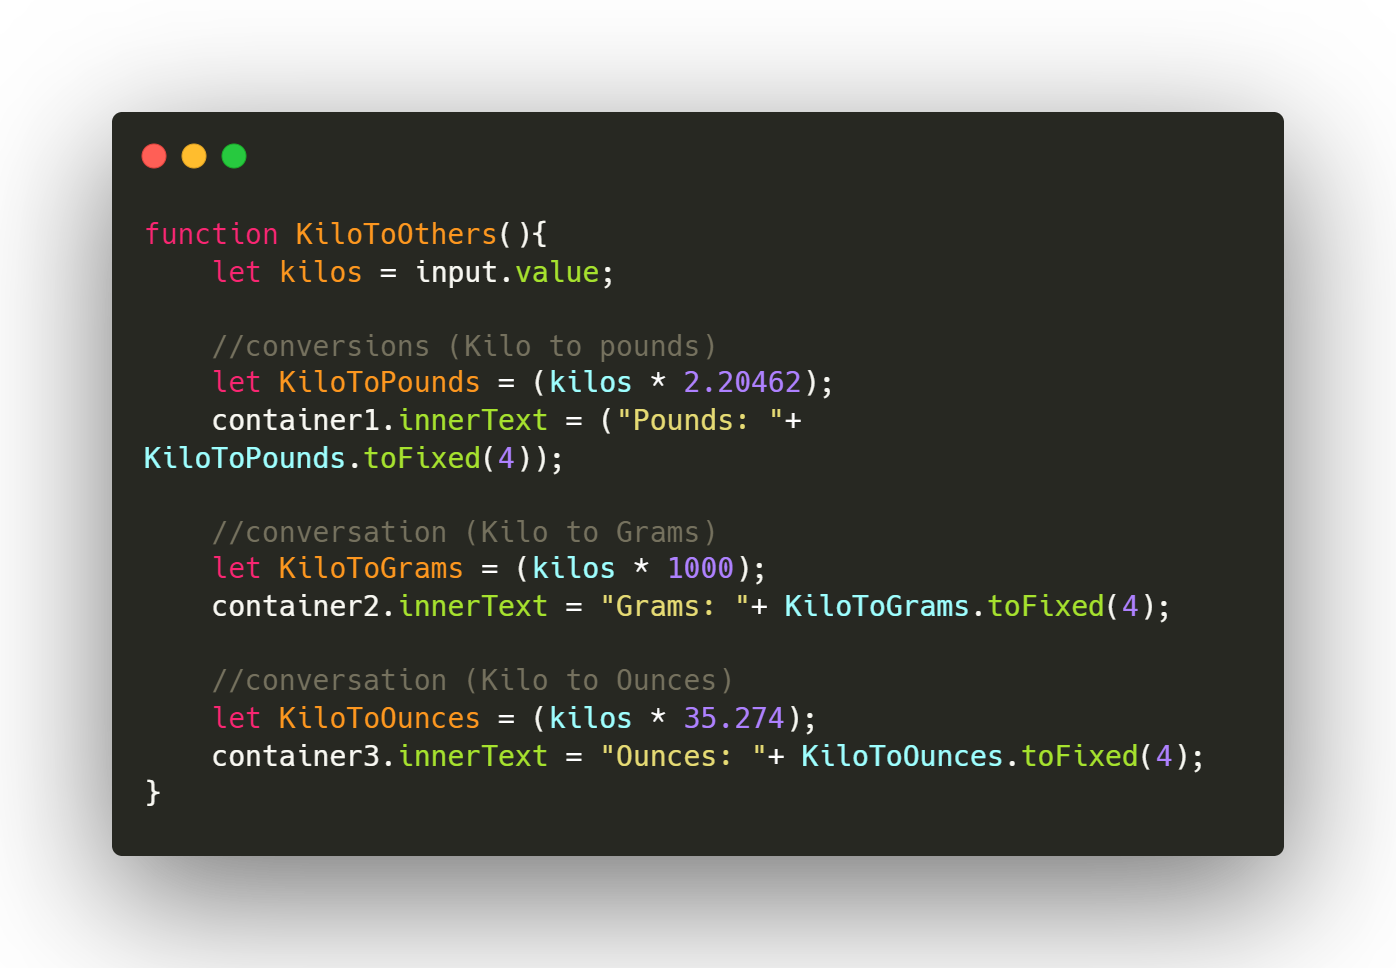 function KiloToOthers(){
    let kilos = input.value;

    //conversions (Kilo to pounds)
    let KiloToPounds = (kilos * 2.20462);
    container1.innerText = ("Pounds: "+
KiloToPounds.toFixed(4));

    //conversation (Kilo to Grams)
    let KiloToGrams = (kilos * 1000);
    container2.innerText = "Grams: "+ KiloToGrams.toFixed(4);

    //conversation (Kilo to Ounces)
    let KiloToOunces = (kilos * 35.274);
    container3.innerText = "Ounces: "+ KiloToOunces.toFixed(4);
}